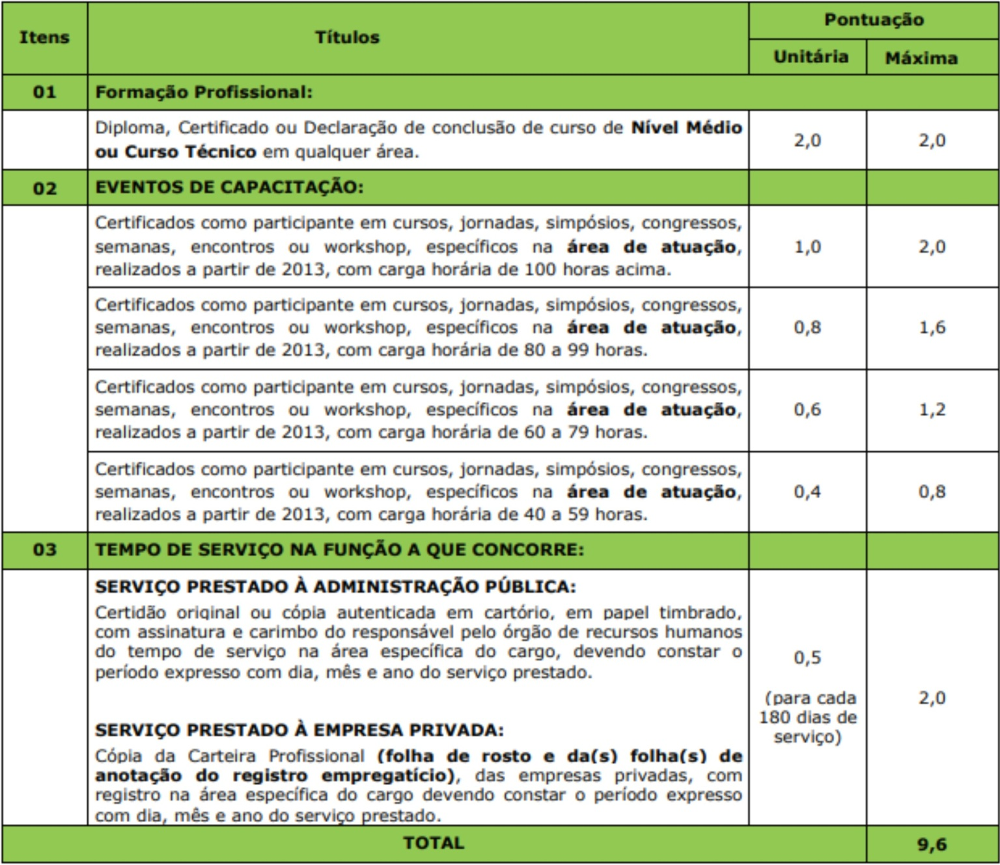 Itens
Títulos
Pontuação
Unitária
Máxima
01
Formação Profissional:
Diploma, Certificado ou Declaração de conclusão de curso de Nível Médio
ou Curso Técnico em qualquer área.
2,0
2,0
02
EVENTOS DE CAPACITAÇÃO:
Certificados como participante em cursos, jornadas, simpósios, congressos,
semanas, encontros ou workshop, específicos na área de atuação,
realizados a partir de 2013, com carga horária de 100 horas acima.
1,0
2,0
Certificados como participante em cursos, jornadas, simpósios, congressos,
semanas, encontros ou workshop, específicos na área de atuação,
realizados a partir de 2013, com carga horária de 80 a 99 horas.
0,8
1,6
Certificados como participante em cursos, jornadas, simpósios, congressos,
semanas, encontros ou workshop, específicos na área de atuação,
realizados a partir de 2013, com carga horária de 60 a 79 horas.
0,6
1,2
Certificados como participante em cursos, jornadas, simpósios, congressos,
semanas, encontros ou workshop, específicos na área de atuação,
realizados a partir de 2013, com carga horária de 40 a 59 horas.
0,4
0,8
03
TEMPO DE SERVIÇO NA FUNÇÃO A QUE CONCORRE:
SERVIÇO PRESTADO À ADMINISTRAÇÃO PÚBLICA:
Certidão original ou cópia autenticada em cartório, em papel timbrado,
com assinatura e carimbo do responsável pelo órgão de recursos humanos
do tempo de serviço na área específica do cargo, devendo constar o
período expresso com dia, mês e ano do serviço prestado.
SERVIÇO PRESTADO À EMPRESA PRIVADA:
Cópia da Carteira Profissional (folha de rosto e da(s) folha(s) de
anotação do registro empregatício), das empresas privadas, com
registro na área específica do cargo devendo constar o período expresso
com dia, mês e ano do serviço prestado.
0,5
(para cada
180 dias de
serviço)
2,0
TOTAL
9,6